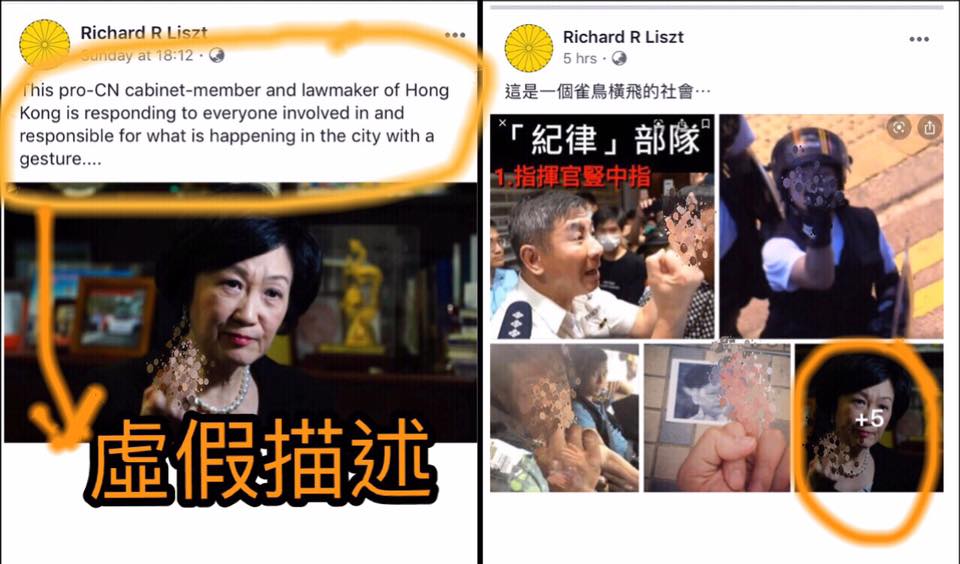 Richard R Liszt
Sunday at 18:12 ·
This pro-CN cabinet-member and lawmaker of Hong
Kong is responding to everyone involved in and
responsible for what is happening in the city with a
gesture....
虛假描述
Richard R Liszt
5 hrs ·
這是一個雀鳥橫飛的社會⋯
「紀律」部隊
1.指揮官豎中指
+5